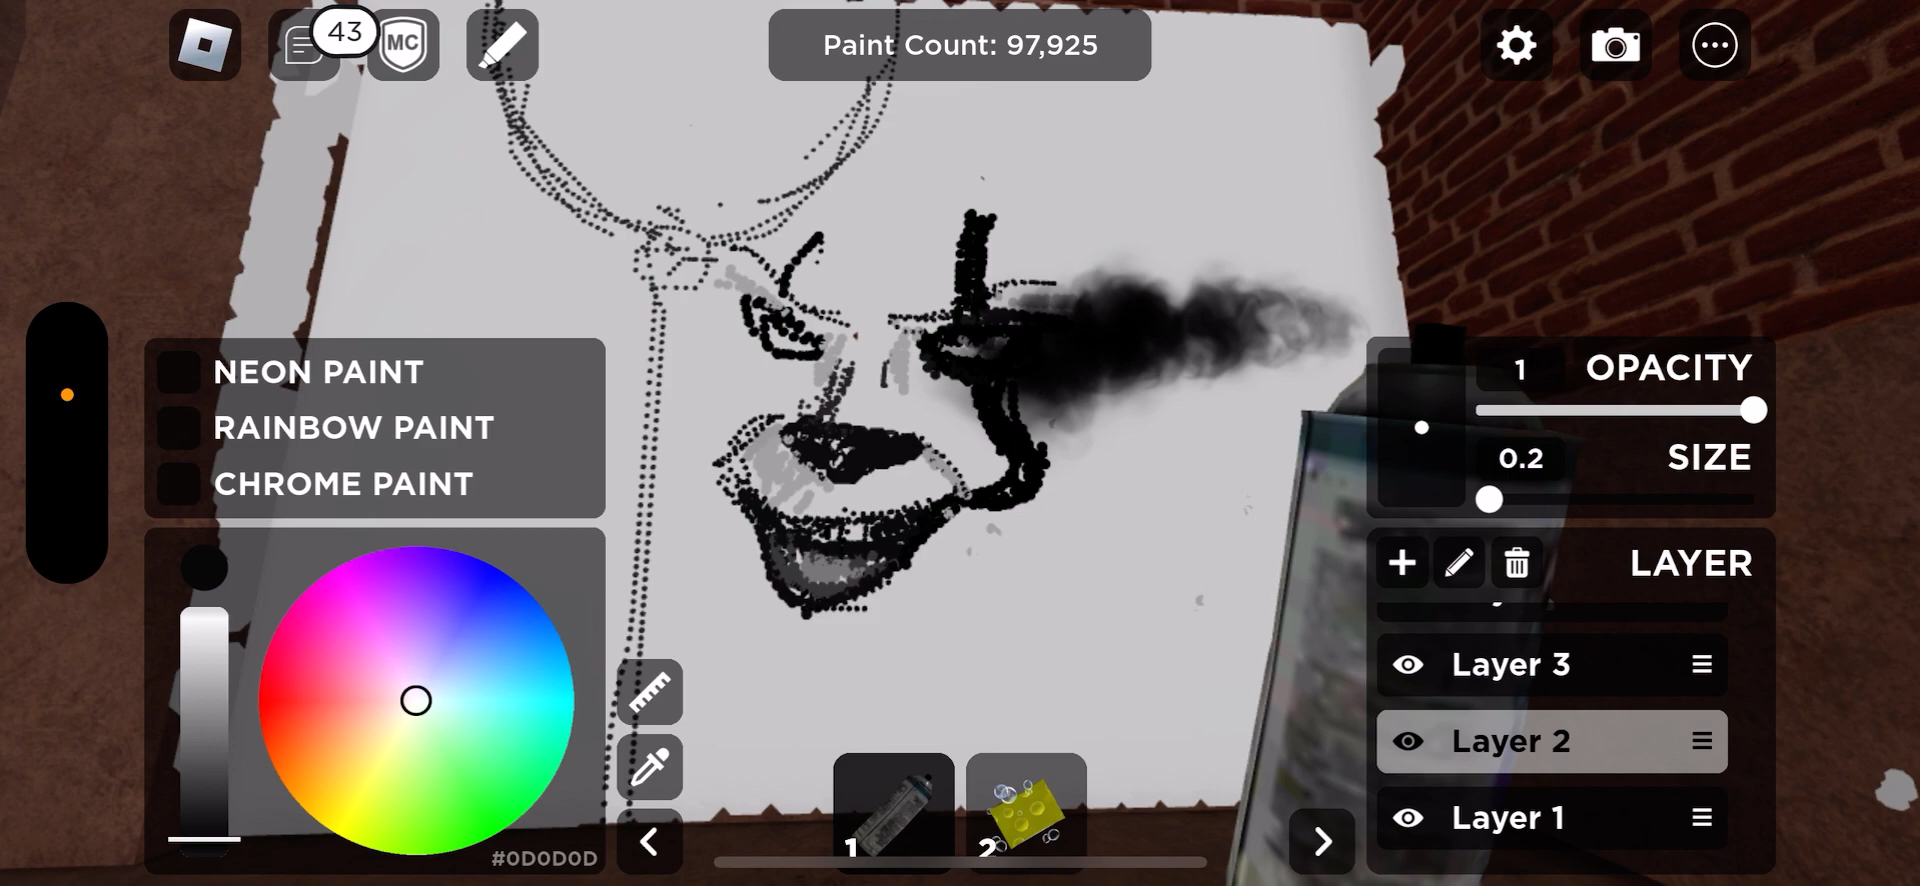 43
MC
Paint Count: 97,925
NEON PAINT
RAINBOW PAINT
CHROME PAINT
#0D0D0D
1
2
1 OPACITY
0.2 SIZE
LAYER
Layer 3
Layer 2
Layer 1